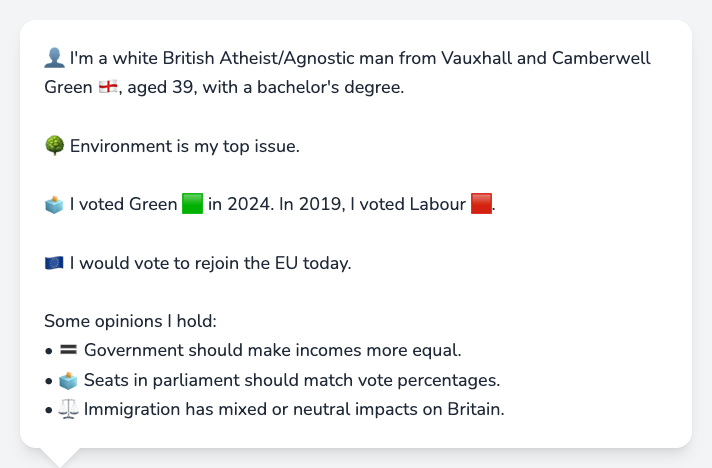 👤 I'm a white British Atheist/Agnostic man from Vauxhall and Camberwell
Green 🏴󠁧󠁢󠁥󠁮󠁧󠁿, aged 39, with a bachelor's degree.
🌳 Environment is my top issue.
🗳️ I voted Green 🟩 in 2024. In 2019, I voted Labour 🟥.
🇪🇺 I would vote to rejoin the EU today.
Some opinions I hold:
• 🟰 Government should make incomes more equal.
• 🗳️ Seats in parliament should match vote percentages.
• ⚖️ Immigration has mixed or neutral impacts on Britain.